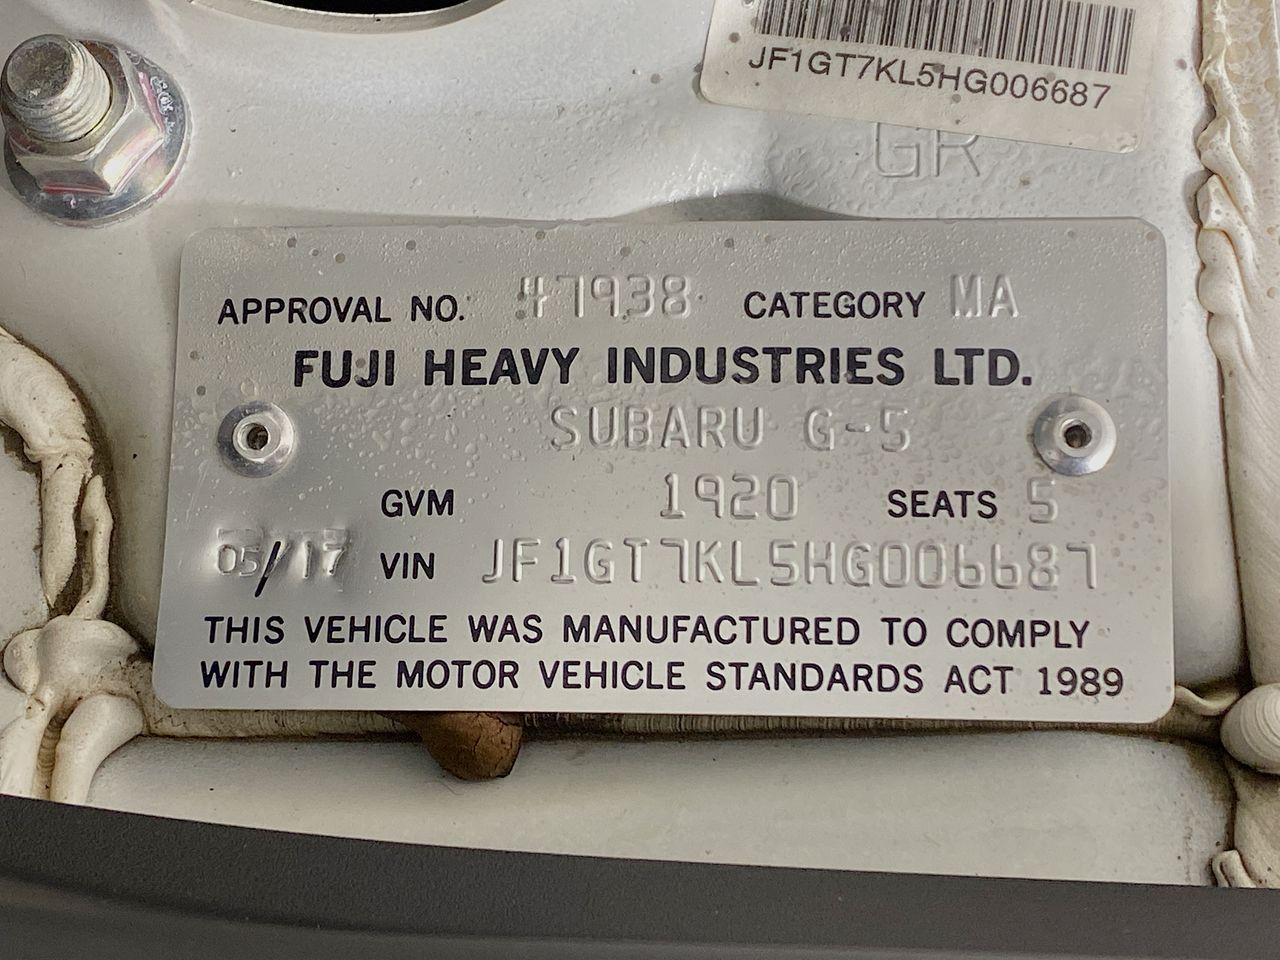 JF1GT7KL5HG006687
GR
APPROVAL NO. 47938 CATEGORY MA
FUJI HEAVY INDUSTRIES LTD.
SUBARU G-5
GVM 1920 SEATS 5
05/17 VIN JF1GT7KL5HG006687
THIS VEHICLE WAS MANUFACTURED TO COMPLY
WITH THE MOTOR VEHICLE STANDARDS ACT 1989